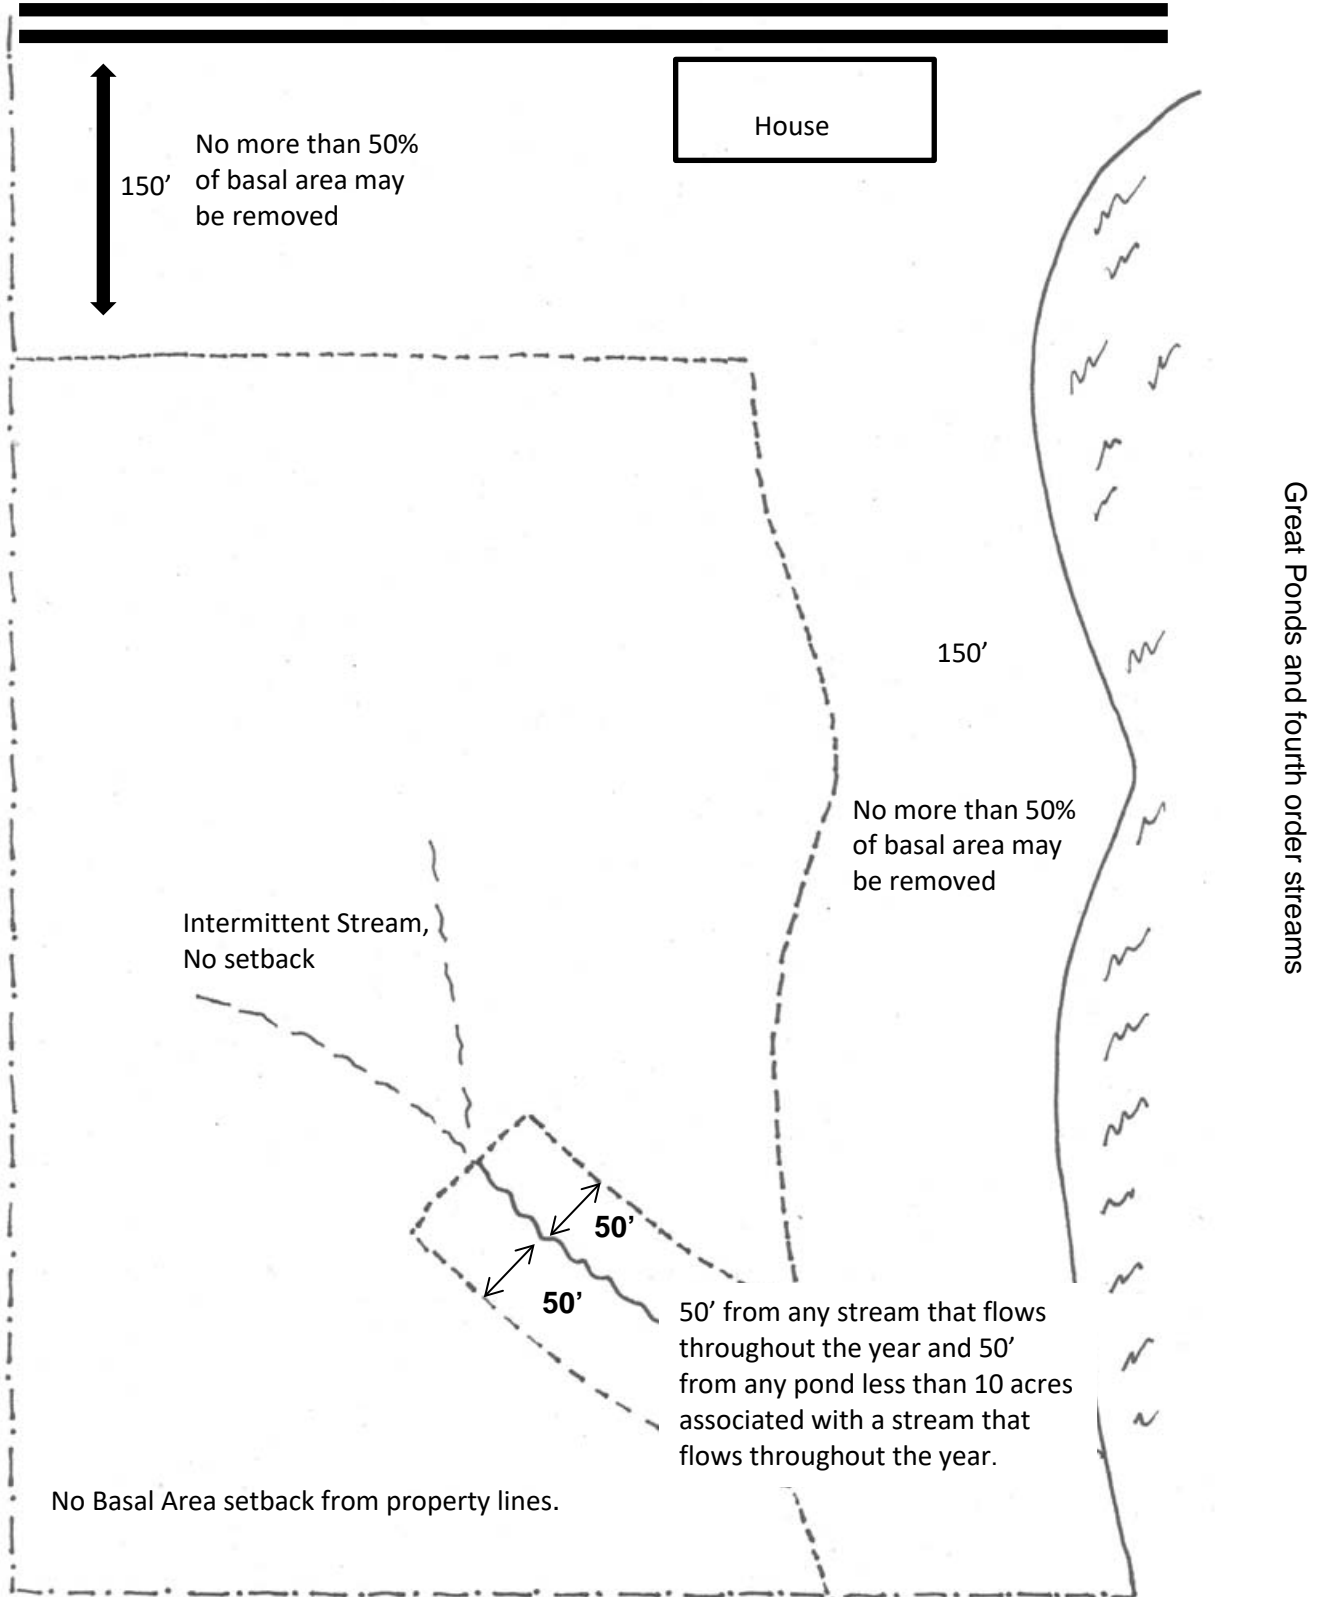 House
No more than 50%
150’ of basal area may
be removed
Great Ponds and fourth order streams
150’
No more than 50%
of basal area may
be removed
Intermittent Stream,
No setback
50’
50’
50’ from any stream that flows
throughout the year and 50’
from any pond less than 10 acres
associated with a stream that
flows throughout the year.
No Basal Area setback from property lines.